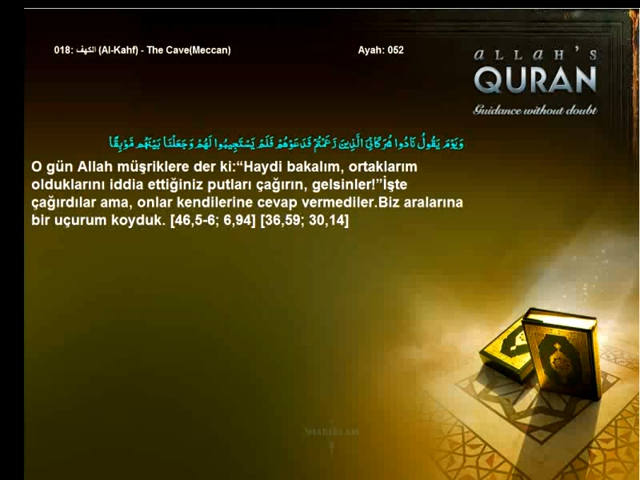 018: الكهف (Al-Kahf) - The Cave(Meccan) Ayah: 052
ALLAH'S
QURAN
Guidance without doubt
وَيَوْمَ يَقُولُ نَادُوا شُرَكَائِيَ الَّذِينَ زَعَمْتُمْ فَدَعَوْهُمْ فَلَمْ يَسْتَجِيبُوا لَهُمْ وَجَعَلْنَا بَيْنَهُم مَّوْبِقًا
O gün Allah müşriklere der ki:“Haydi bakalım, ortaklarım
olduklarını iddia ettiğiniz putları çağırın, gelsinler!”İşte
çağırdılar ama, onlar kendilerine cevap vermediler.Biz aralarına
bir uçurum koyduk. [46,5-6; 6,94] [36,59; 30,14]